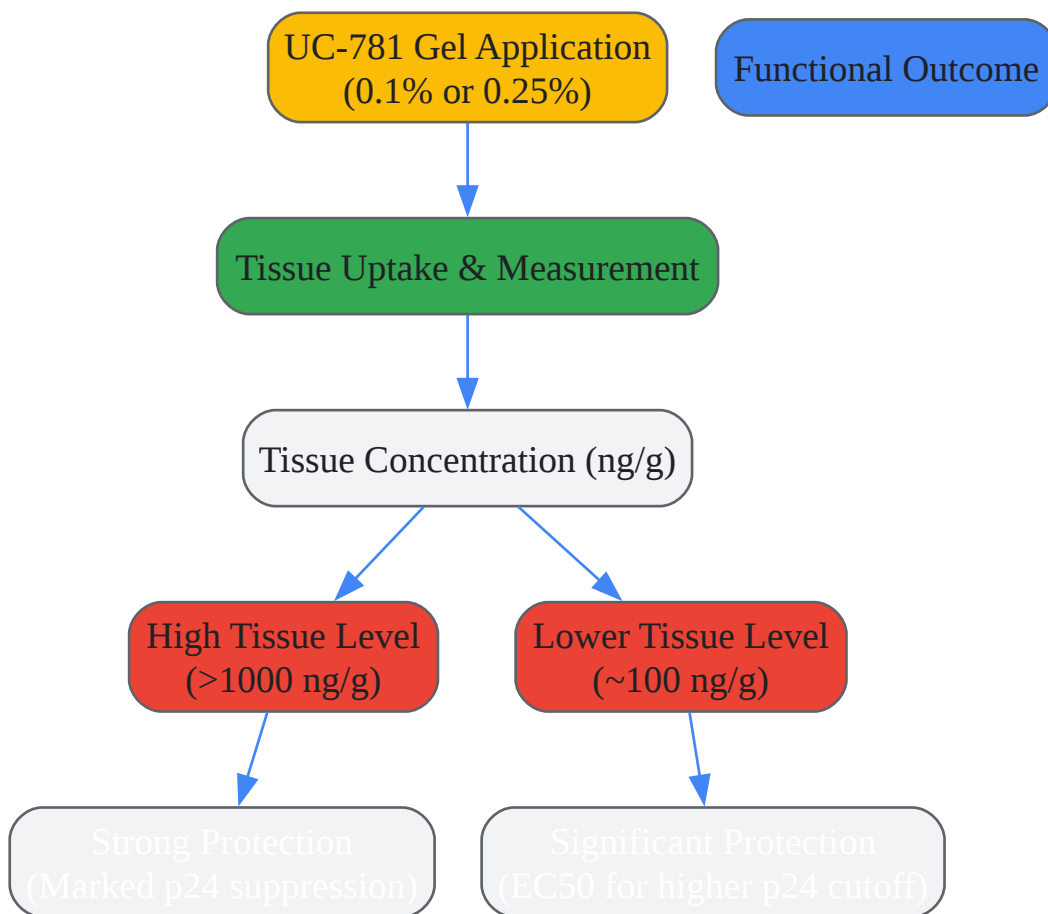 UC-781 Gel Application
(0.1% or 0.25%)
Functional Outcome
Tissue Uptake & Measurement
Tissue Concentration (ng/g)
High Tissue Level
(>1000 ng/g)
Lower Tissue Level
(~100 ng/g)
Strong Protection
(Marked p24 suppression)
Significant Protection
(EC50 for higher p24 cutoff)